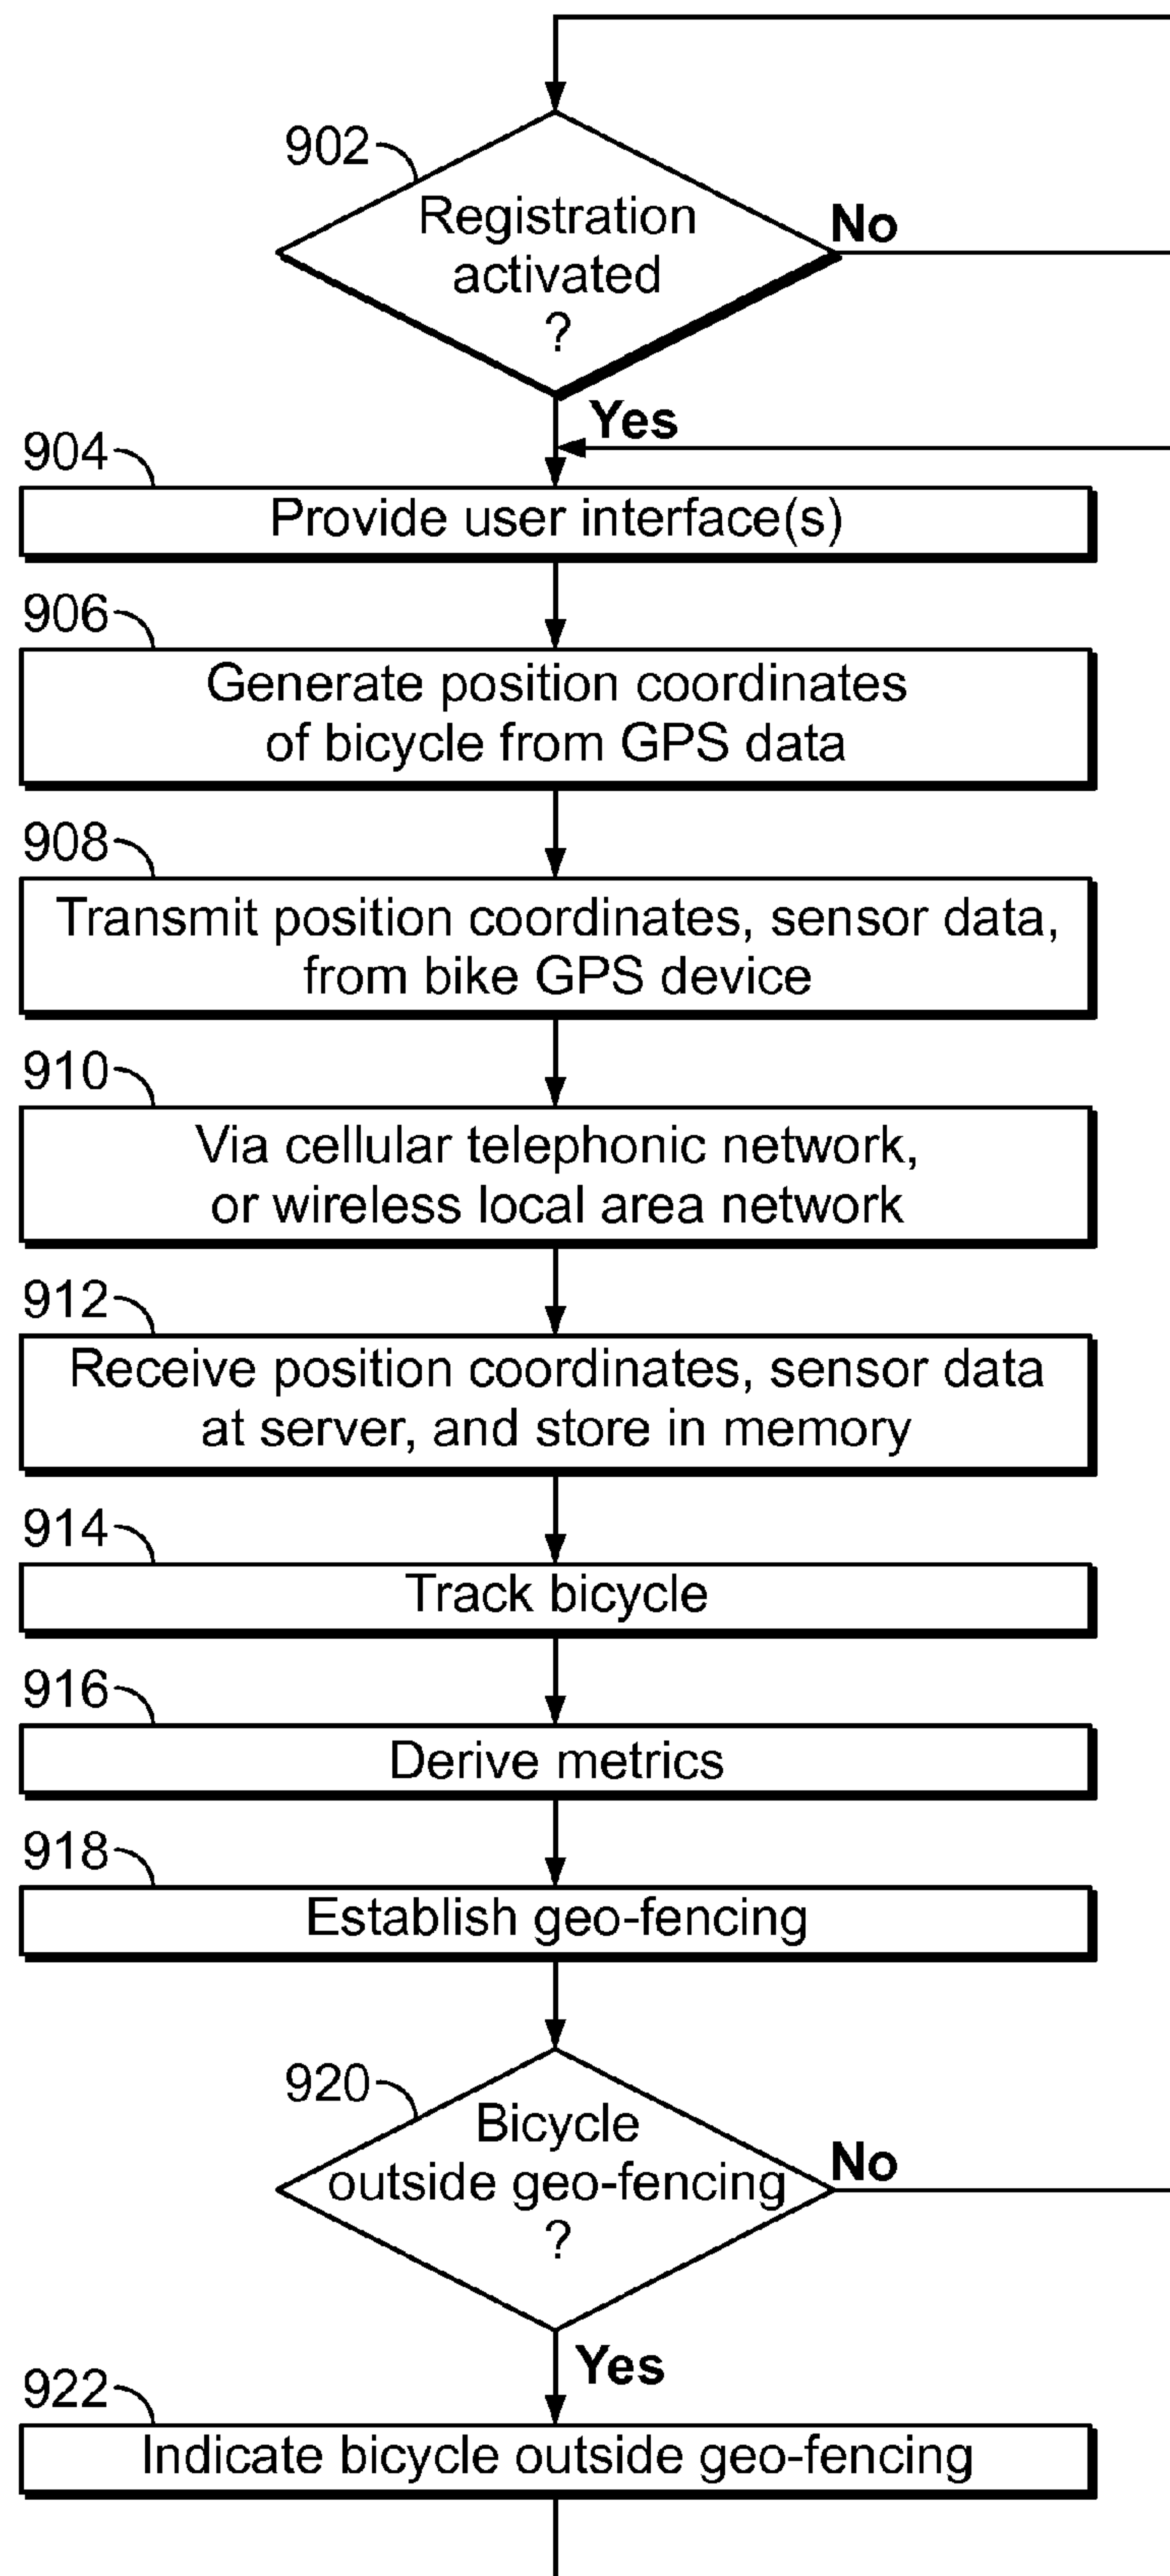 902
Registration
activated
?
No
Yes
904
Provide user interface(s)
906
Generate position coordinates
of bicycle from GPS data
908
Transmit position coordinates, sensor data,
from bike GPS device
910
Via cellular telephonic network,
or wireless local area network
912
Receive position coordinates, sensor data
at server, and store in memory
914
Track bicycle
916
Derive metrics
918
Establish geo-fencing
920
Bicycle
outside geo-fencing
?
No
Yes
922
Indicate bicycle outside geo-fencing